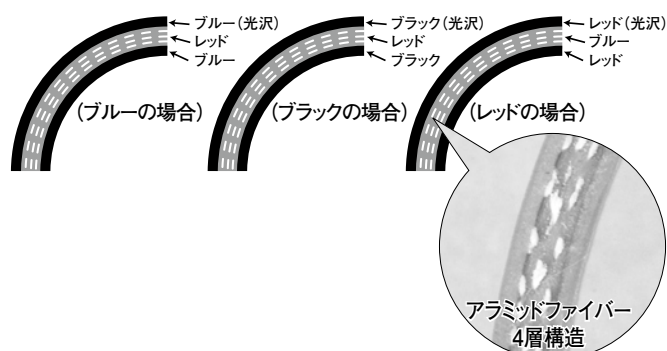 ブルー(光沢)
レッド
ブルー
(ブルーの場合)
ブラック(光沢)
レッド
ブラック
(ブラックの場合)
レッド(光沢)
ブルー
レッド
(レッドの場合)
アラミッドファイバー
4層構造